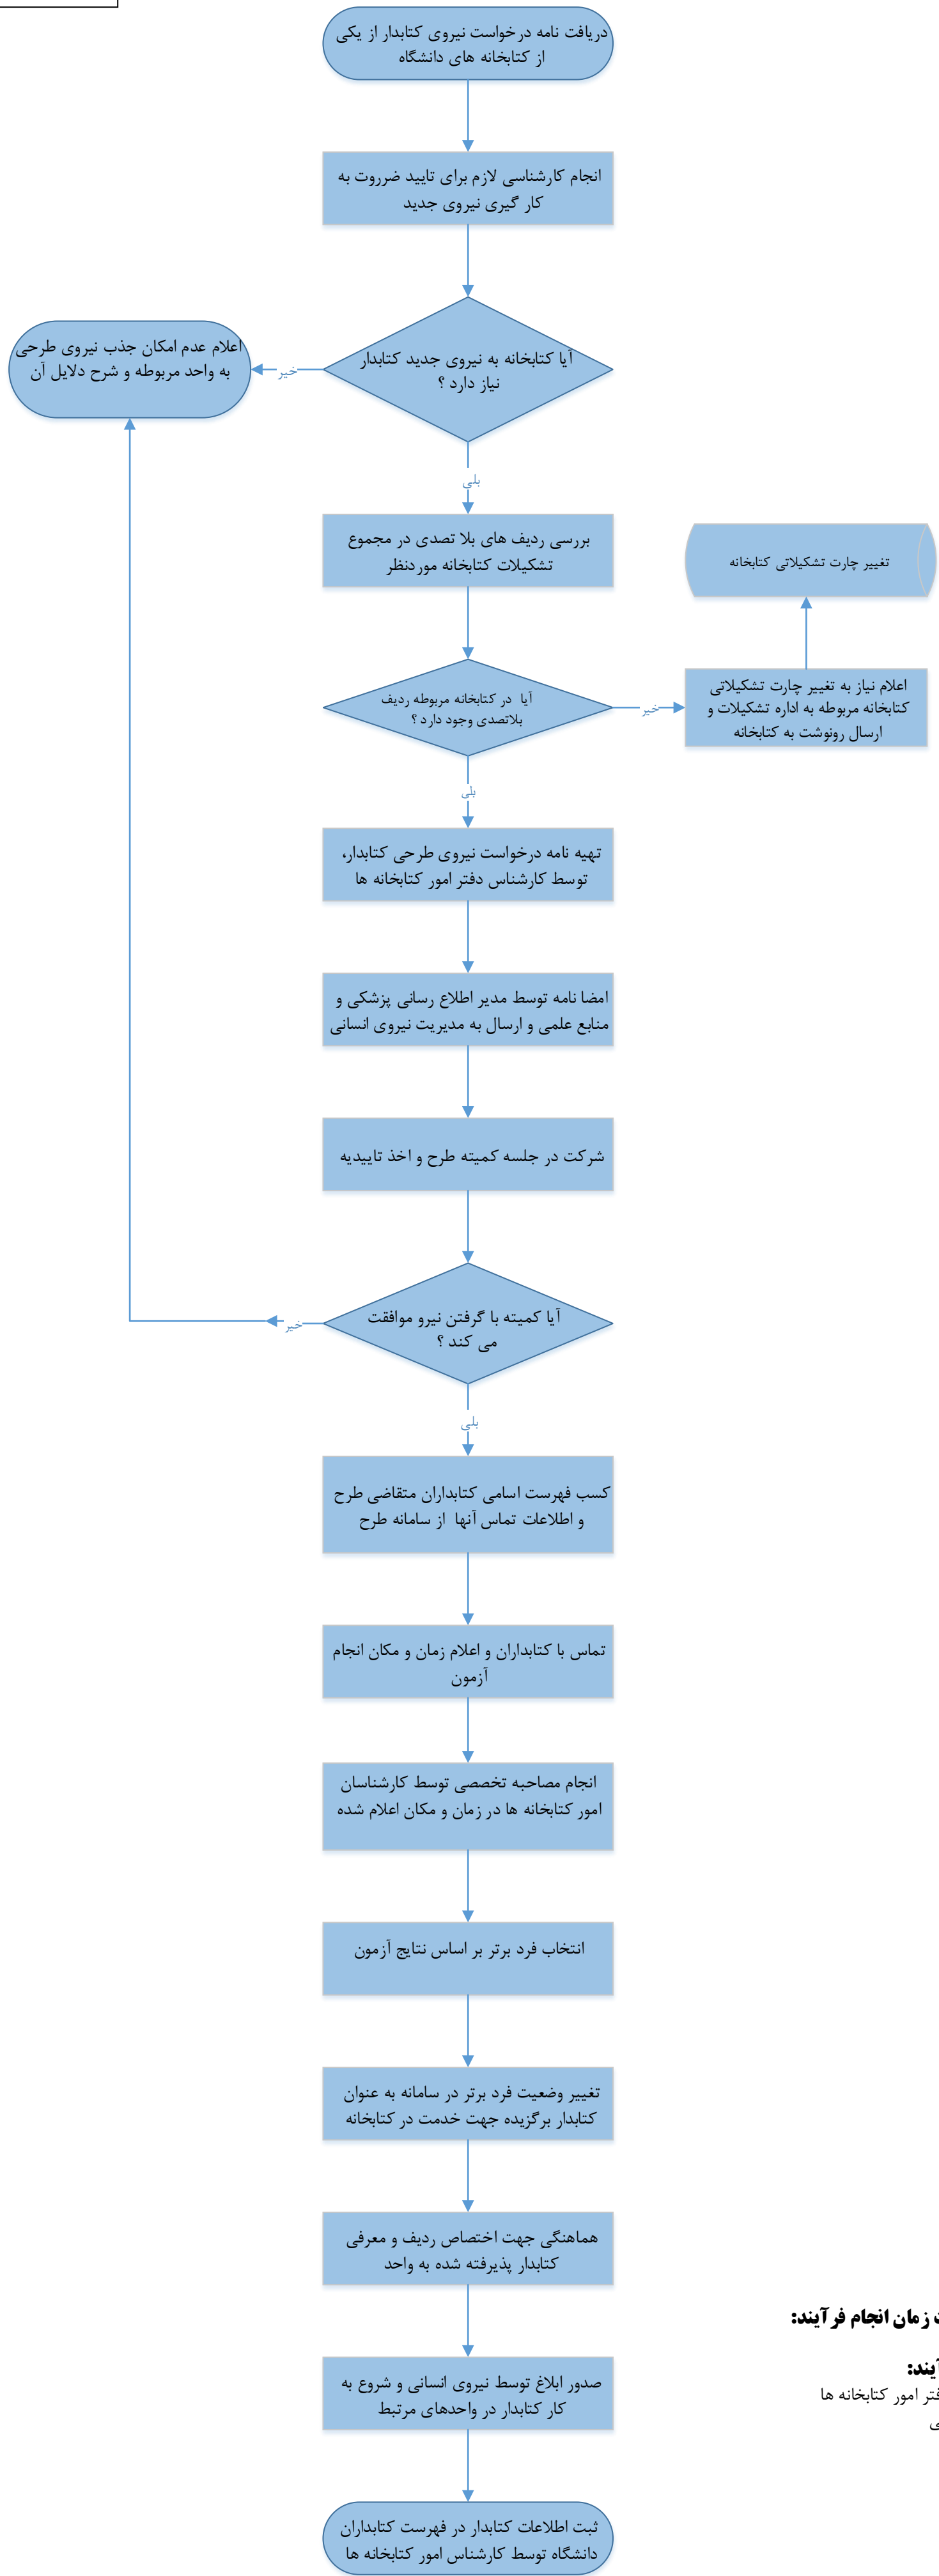 دریافت نامه درخواست نیروی کتابدار از یکی
از کتابخانه های دانشگاه
انجام کارشناسی لازم برای تایید ضرورت به
کار گیری نیروی جدید
آیا کتابخانه به نیروی جدید کتابدار
نیاز دارد ؟
خیر
اعلام عدم امکان جذب نیروی طرحی
به واحد مربوطه و شرح دلایل آن
بلی
بررسی ردیف های بلا تصدی در مجموع
تشکیلات کتابخانه موردنظر
تغییر چارت تشکیلاتی کتابخانه
آیا در کتابخانه مربوطه ردیف
بلاتصدی وجود دارد ؟
خیر
اعلام نیاز به تغییر چارت تشکیلاتی
کتابخانه مربوطه به اداره تشکیلات و
ارسال رونوشت به کتابخانه
بلی
تهیه نامه درخواست نیروی طرحی کتابدار،
توسط کارشناس دفتر امور کتابخانه ها
امضا نامه توسط مدیر اطلاع رسانی پزشکی و
منابع علمی و ارسال به مدیریت نیروی انسانی
شرکت در جلسه کمیته طرح و اخذ تاییدیه
آیا کمیته با گرفتن نیرو موافقت
می کند ؟
خیر
بلی
کسب فهرست اسامی کتابداران متقاضی طرح
و اطلاعات تماس آنها از سامانه طرح
تماس با کتابداران و اعلام زمان و مکان انجام
آزمون
انجام مصاحبه تخصصی توسط کارشناسان
امور کتابخانه ها در زمان و مکان اعلام شده
انتخاب فرد برتر بر اساس نتایج آزمون
تغییر وضعیت فرد برتر در سامانه به عنوان
کتابدار برگزیده جهت خدمت در کتابخانه
هماهنگی جهت اختصاص ردیف و معرفی
کتابدار پذیرفته شده به واحد
زمان انجام فرآیند:
صدور ابلاغ توسط نیروی انسانی و شروع به
کار کتابدار در واحدهای مرتبط
امور کتابخانه ها
ثبت اطلاعات کتابدار در فهرست کتابداران
دانشگاه توسط کارشناس امور کتابخانه ها